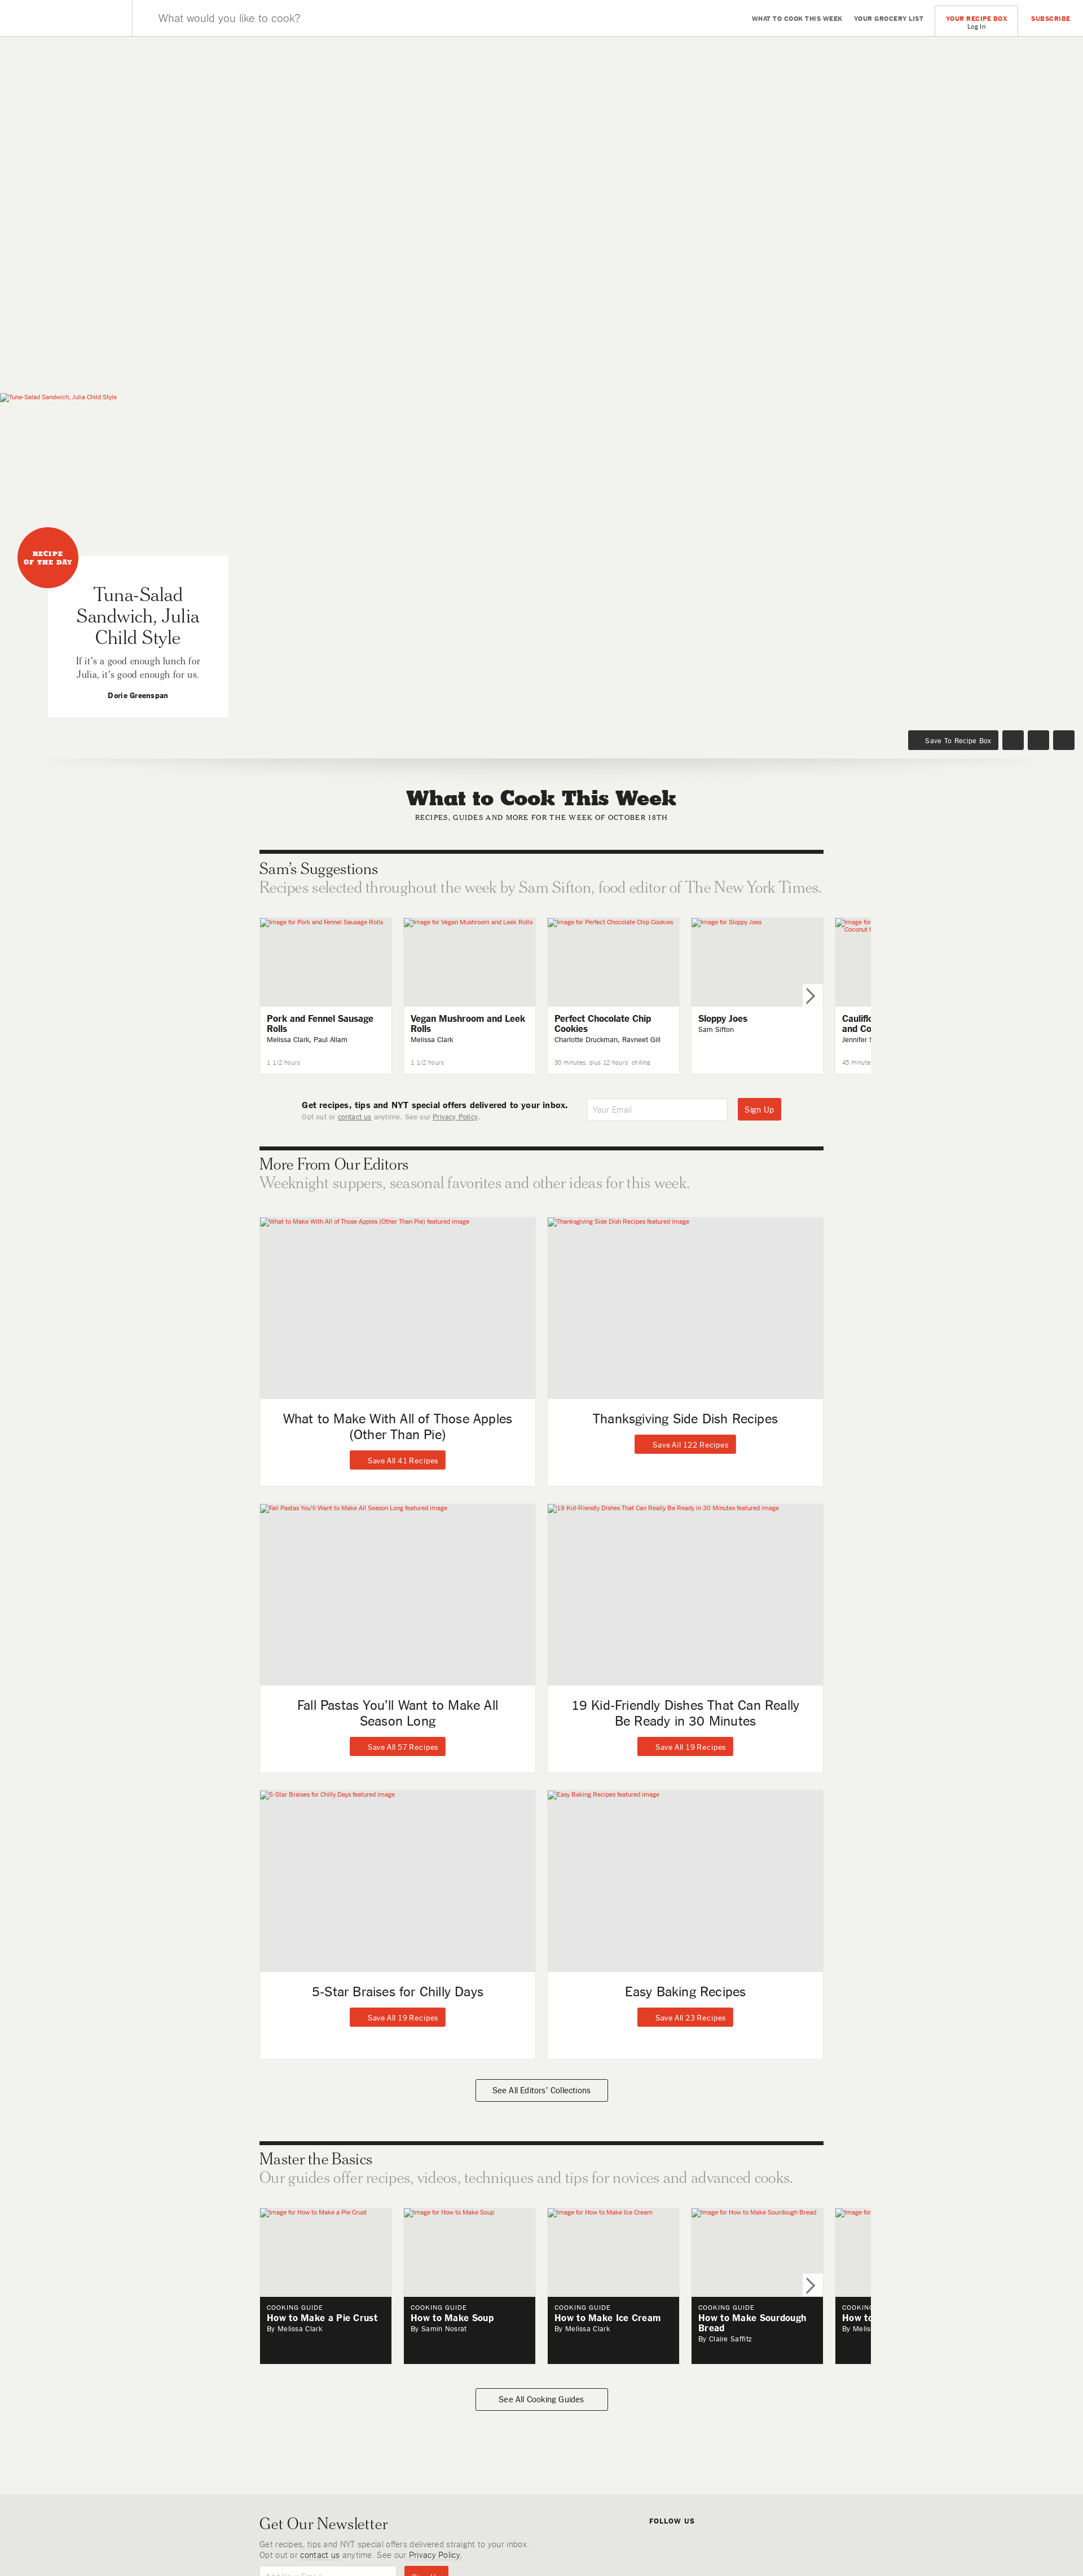 What would you like to cook?
WHAT TO COOK THIS WEEK
YOUR GROCERY LIST
YOUR RECIPE BOX
Log In
SUBSCRIBE
Tuna-Salad Sandwich, Julia Child Style
RECIPE
OF THE DAY
Tuna-Salad
Sandwich, Julia
Child Style
If it's a good enough lunch for
Julia, it's good enough for us.
Dorie Greenspan
Save To Recipe Box
What to Cook This Week
RECIPES, GUIDES AND MORE FOR THE WEEK OF OCTOBER 18TH
Sam's Suggestions
Recipes selected throughout the week by Sam Sifton, food editor of The New York Times.
Image for Pork and Fennel Sausage Rolls
Pork and Fennel Sausage
Rolls
Melissa Clark, Paul Allam
1 1/2 hours
Image for Vegan Mushroom and Leek Rolls
Vegan Mushroom and Leek
Rolls
Melissa Clark
1 1/2 hours
Image for Perfect Chocolate Chip Cookies
Perfect Chocolate Chip
Cookies
Charlotte Druckman, Ravneet Gill
30 minutes, plus 12 hours' chilling
Image for Sloppy Joes
Sloppy Joes
Sam Sifton
Image for
Coconut
Cauliflo
and Co
Jennifer S
45 minute
Get recipes, tips and NYT special offers delivered to your inbox.
Opt out or contact us anytime. See our Privacy Policy.
Your Email
Sign Up
More From Our Editors
Weeknight suppers, seasonal favorites and other ideas for this week.
What to Make With All of Those Apples (Other Than Pie) featured image
What to Make With All of Those Apples
(Other Than Pie)
Save All 41 Recipes
Thanksgiving Side Dish Recipes featured image
Thanksgiving Side Dish Recipes
Save All 122 Recipes
Fall Pastas You'll Want to Make All Season Long featured image
Fall Pastas You'll Want to Make All
Season Long
Save All 57 Recipes
19 Kid-Friendly Dishes That Can Really Be Ready in 30 Minutes featured image
19 Kid-Friendly Dishes That Can Really
Be Ready in 30 Minutes
Save All 19 Recipes
5-Star Braises for Chilly Days featured image
5-Star Braises for Chilly Days
Save All 19 Recipes
Easy Baking Recipes featured image
Easy Baking Recipes
Save All 23 Recipes
See All Editors' Collections
Master the Basics
Our guides offer recipes, videos, techniques and tips for novices and advanced cooks.
Image for How to Make a Pie Crust
COOKING GUIDE
How to Make a Pie Crust
By Melissa Clark
Image for How to Make Soup
COOKING GUIDE
How to Make Soup
By Samin Nosrat
Image for How to Make Ice Cream
COOKING GUIDE
How to Make Ice Cream
By Melissa Clark
Image for How to Make Sourdough Bread
COOKING GUIDE
How to Make Sourdough
Bread
By Claire Saffitz
Image for
COOKING
How to
By Melis
See All Cooking Guides
Get Our Newsletter
Get recipes, tips and NYT special offers delivered straight to your inbox.
Opt out or contact us anytime. See our Privacy Policy.
FOLLOW US